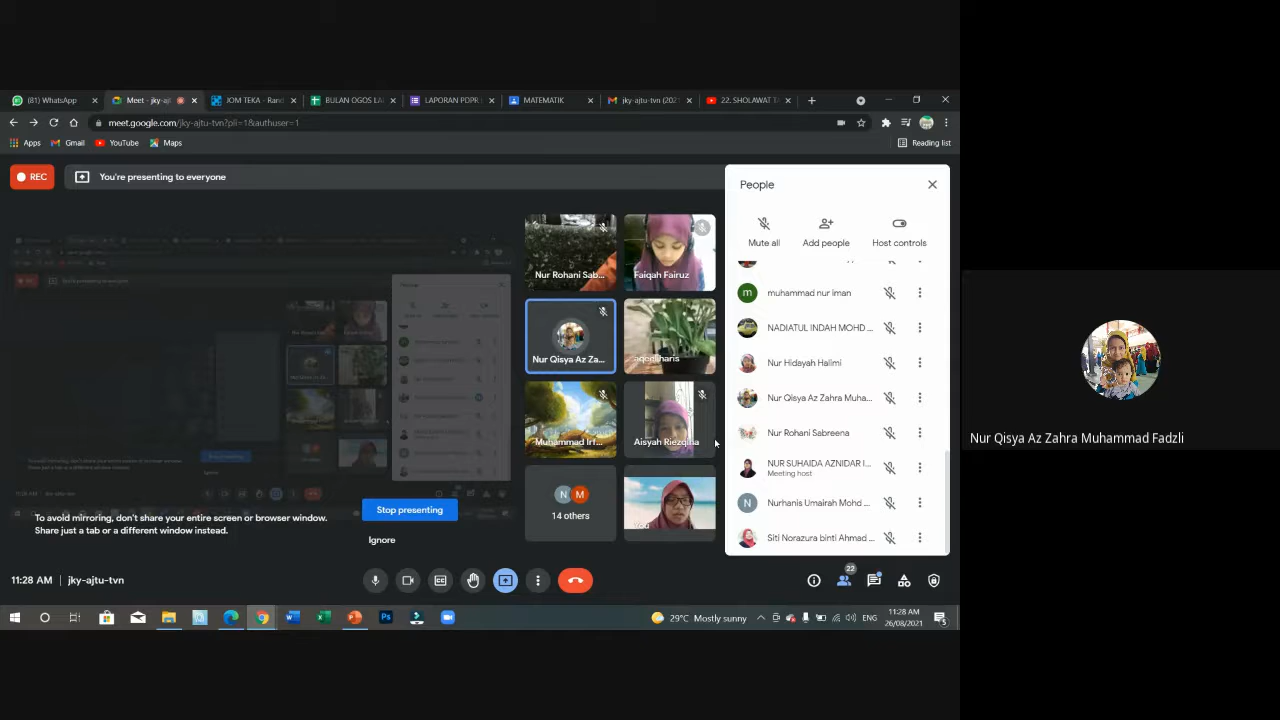 (81) WhatsApp
Meet - jky-ajt
JOM TEKA - Ran
BULAN OGOS LA
LAPORAN PDPR
MATEMATIK
jky-ajtu-tvn (202
22. SHOLAWAT T
meet.google.com/jky-ajtu-tvn?pli=1&authuser=1
Apps
Gmail
YouTube
Maps
Reading list
REC
You're presenting to everyone
People
Mute all
Add people
Host controls
Nur Rohani Sab...
Faiqah Fairuz
Nur Qisya Az Za...
aqeelharis
Muhammad Irf...
Aisyah Riezqina
N
M
14 others
m
muhammad nur iman
NADIATUL INDAH MOHD ...
Nur Hidayah Halimi
Nur Qisya Az Zahra Muha...
Nur Rohani Sabreena
NUR SUHAIDA AZNIDAR I...
Meeting host
N
Nurhanis Umairah Mohd ...
Siti Norazura binti Ahmad ...
To avoid mirroring, don't share your entire screen or browser window.
Share just a tab or a different window instead.
Stop presenting
Ignore
11:28 AM | jky-ajtu-tvn
22
29°C Mostly sunny
ENG
11:28 AM
26/08/2021
5
Nur Qisya Az Zahra Muhammad Fadzli